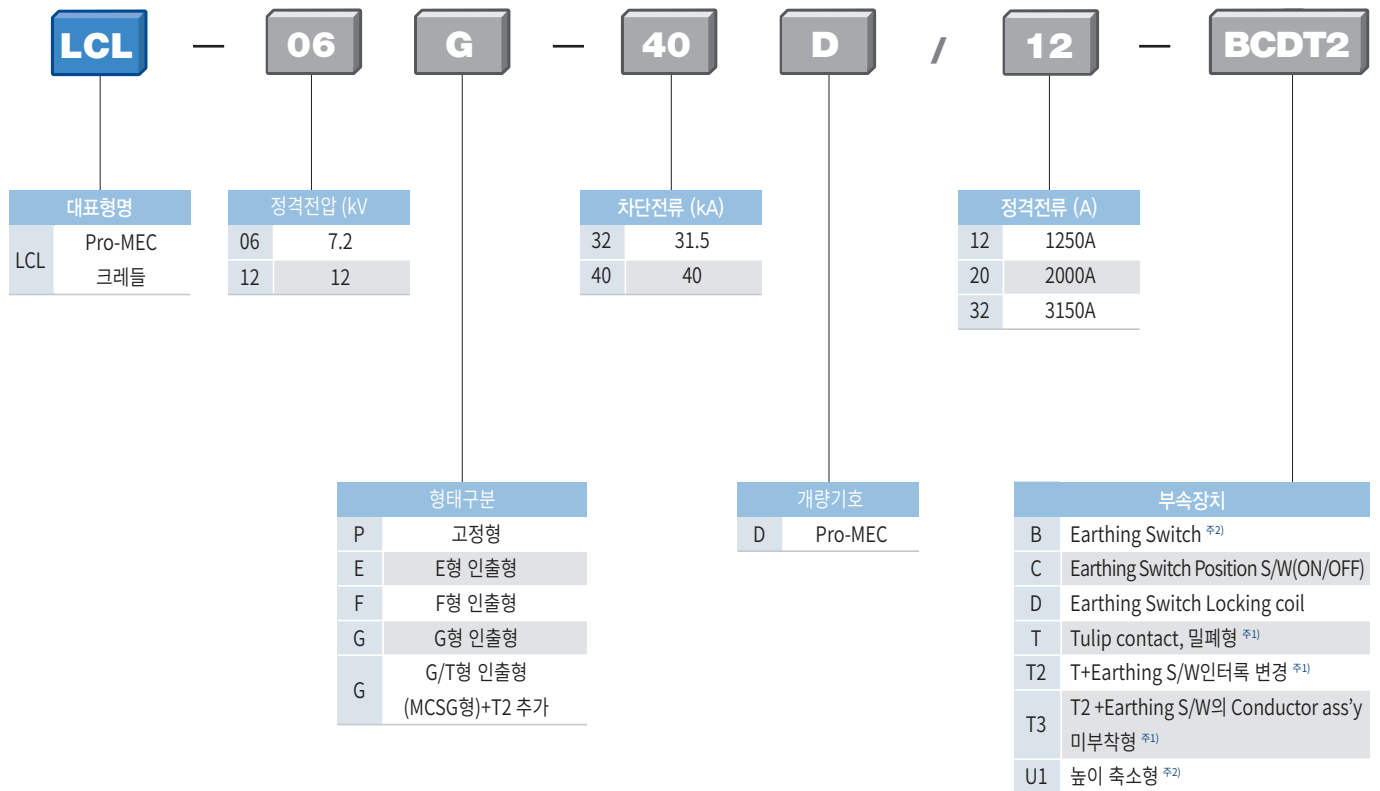 LCL — 06 G — 40 D / 12 — BCDT2
대표형명
LCL Pro-MEC
크레들
정격전압 (kV
06 7.2
12 12
차단전류 (kA)
32 31.5
40 40
정격전류 (A)
12 1250A
20 2000A
32 3150A
형태구분
P 고정형
E E형 인출형
F F형 인출형
G G형 인출형
G G/T형 인출형
(MCSG형)+T2 추가
개량기호
D Pro-MEC
부속장치
B Earthing Switch 주2)
C Earthing Switch Position S/W(ON/OFF)
D Earthing Switch Locking coil
T Tulip contact, 밀폐형 주1)
T2 T+Earthing S/W인터록 변경 주1)
T3 T2 +Earthing S/W의 Conductor ass’y
미부착형 주1)
U1 높이 축소형 주2)